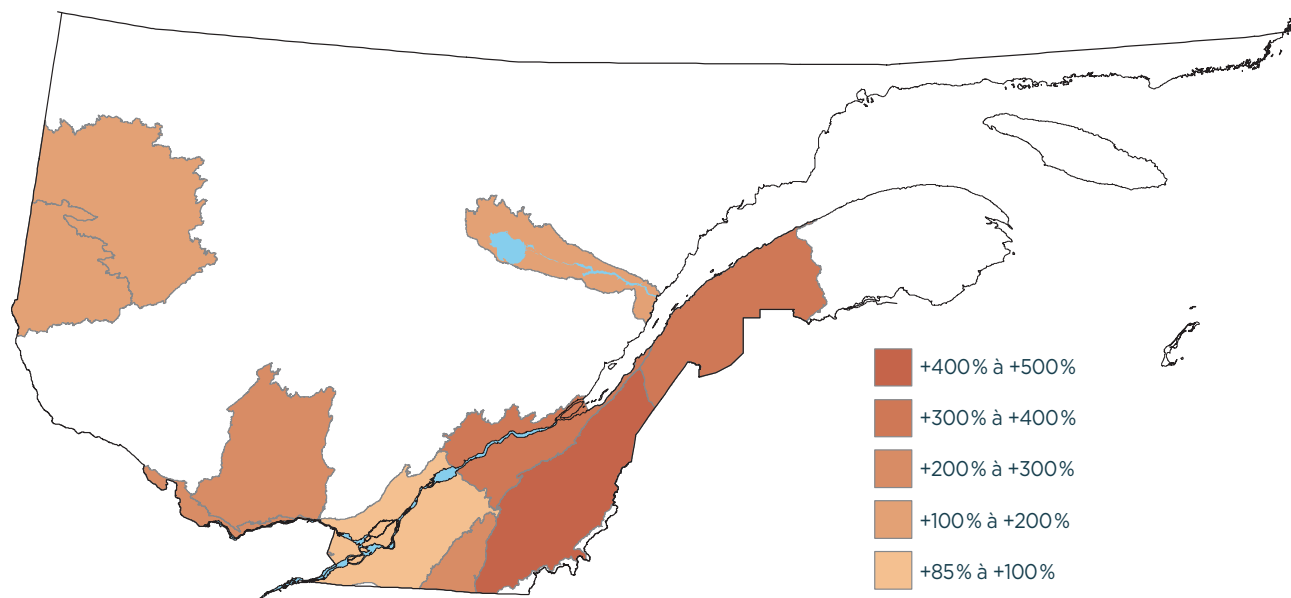 +400% à +500%
+300% à +400%
+200% à +300%
+100% à +200%
+85% à +100%